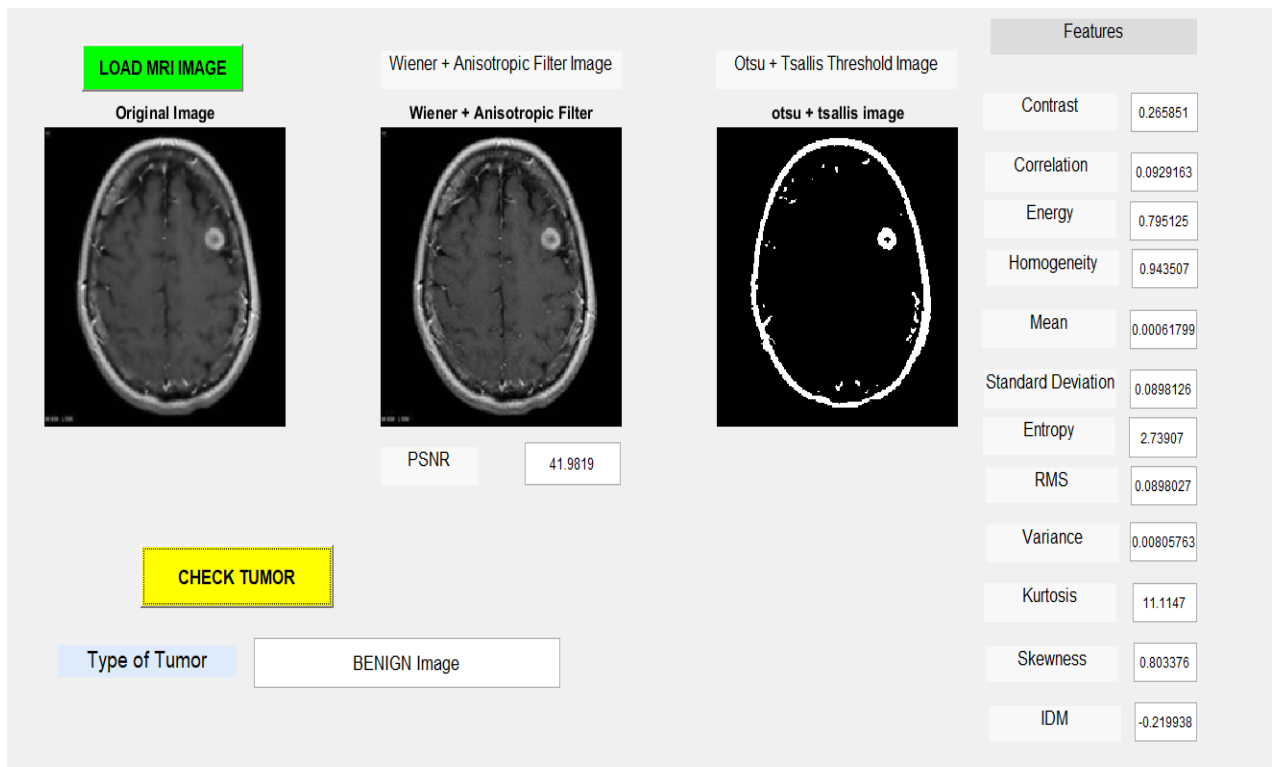 LOAD MRI IMAGE
Original Image
Wiener + Anisotropic Filter Image
Wiener + Anisotropic Filter
PSNR
41.9819
Otsu + Tsallis Threshold Image
otsu + tsallis image
CHECK TUMOR
Type of Tumor
BENIGN Image
Features
Contrast
0.265851
Correlation
0.0929163
Energy
0.795125
Homogeneity
0.943507
Mean
0.00061799
Standard Deviation
0.0898126
Entropy
2.73907
RMS
0.0898027
Variance
0.00805763
Kurtosis
11.1147
Skewness
0.803376
IDM
-0.219938